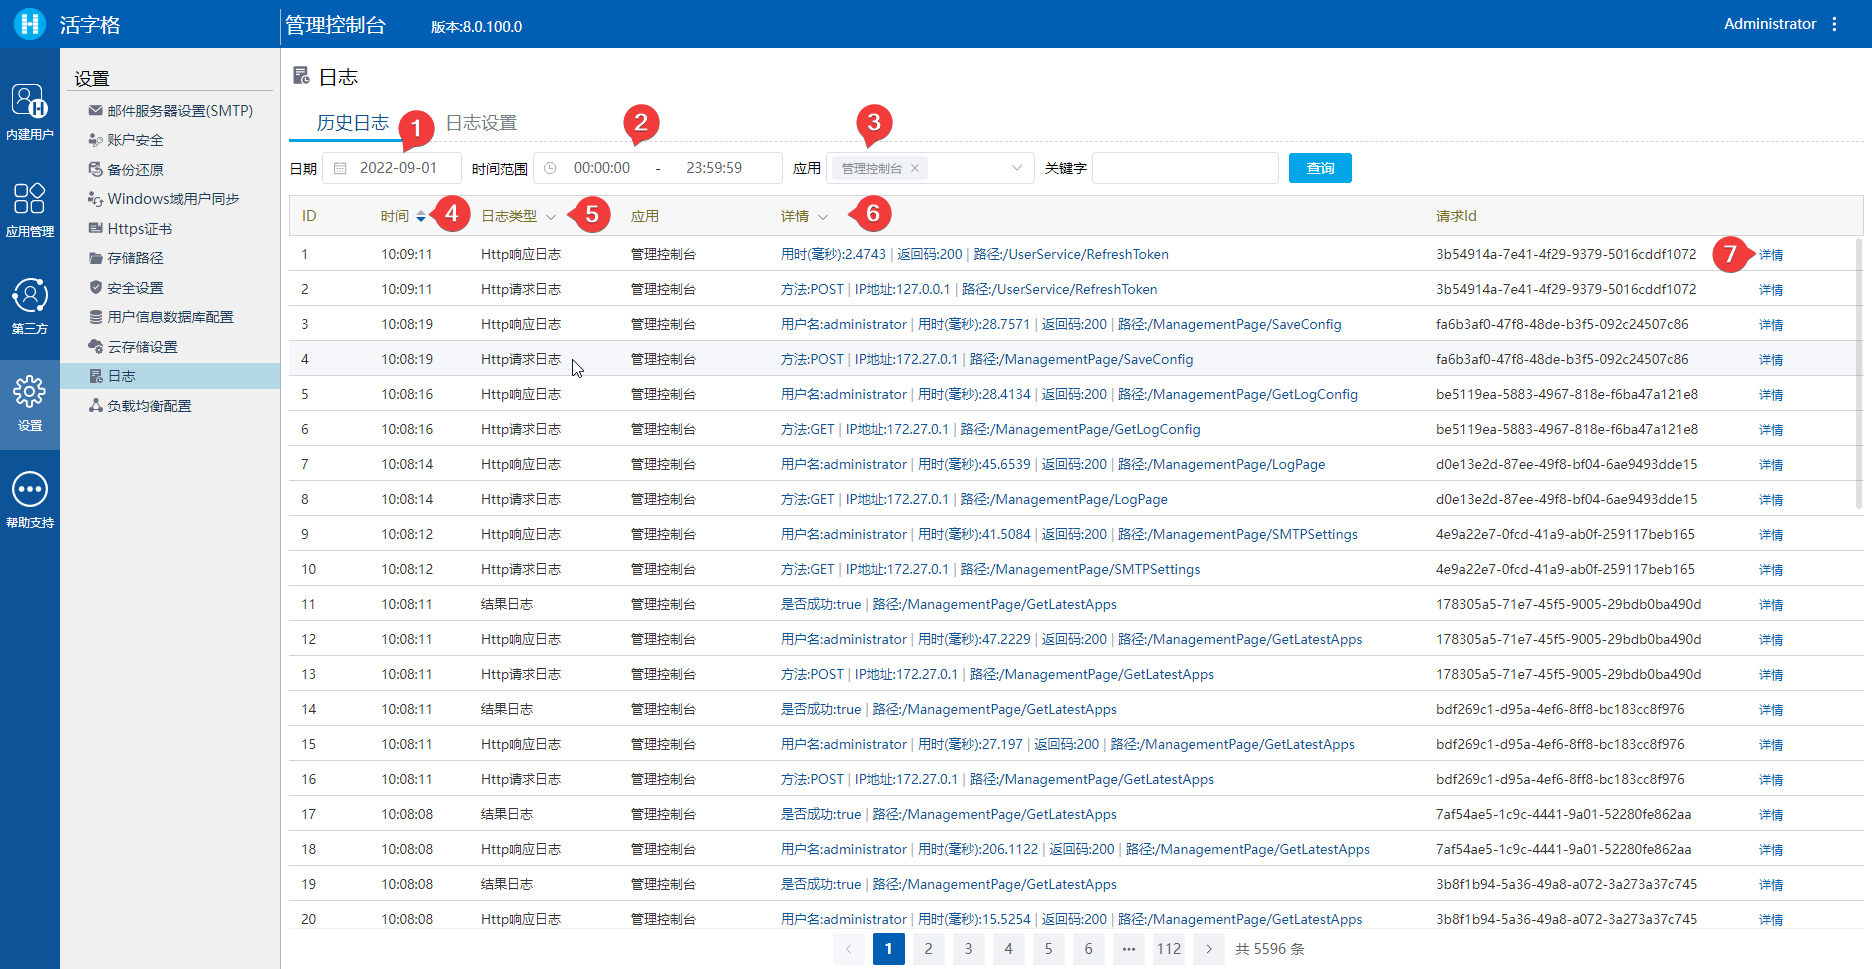 活字格
管理控制台 版本:8.0.100.0
Administrator
内建用户
应用管理
第三方
设置
帮助支持
设置
邮件服务器设置(SMTP)
账户安全
备份还原
Windows域用户同步
Https证书
存储路径
安全设置
用户信息数据库配置
云存储设置
日志
负载均衡配置
日志
历史日志 1 日志设置 2 3
日期 2022-09-01 时间范围 00:00:00 - 23:59:59 应用 管理控制台 × 关键字 查询
ID 时间 4 日志类型 5 应用 详情 6 请求Id
1 10:09:11 Http响应日志 管理控制台 用时(毫秒):2.4743 | 返回码:200 | 路径:/UserService/RefreshToken 3b54914a-7e41-4f29-9379-5016cddf1072 7 详情
2 10:09:11 Http请求日志 管理控制台 方法:POST | IP地址:127.0.0.1 | 路径:/UserService/RefreshToken 3b54914a-7e41-4f29-9379-5016cddf1072 详情
3 10:08:19 Http响应日志 管理控制台 用户名:administrator | 用时(毫秒):28.7571 | 返回码:200 | 路径:/ManagementPage/SaveConfig fa6b3af0-47f8-48de-b3f5-092c24507c86 详情
4 10:08:19 Http请求日志 管理控制台 方法:POST | IP地址:172.27.0.1 | 路径:/ManagementPage/SaveConfig fa6b3af0-47f8-48de-b3f5-092c24507c86 详情
5 10:08:16 Http响应日志 管理控制台 用户名:administrator | 用时(毫秒):28.4134 | 返回码:200 | 路径:/ManagementPage/GetLogConfig be5119ea-5883-4967-818e-f6ba47a121e8 详情
6 10:08:16 Http请求日志 管理控制台 方法:GET | IP地址:172.27.0.1 | 路径:/ManagementPage/GetLogConfig be5119ea-5883-4967-818e-f6ba47a121e8 详情
7 10:08:14 Http响应日志 管理控制台 用户名:administrator | 用时(毫秒):45.6539 | 返回码:200 | 路径:/ManagementPage/LogPage d0e13e2d-87ee-49f8-bf04-6ae9493dde15 详情
8 10:08:14 Http请求日志 管理控制台 方法:GET | IP地址:172.27.0.1 | 路径:/ManagementPage/LogPage d0e13e2d-87ee-49f8-bf04-6ae9493dde15 详情
9 10:08:12 Http响应日志 管理控制台 用户名:administrator | 用时(毫秒):41.5084 | 返回码:200 | 路径:/ManagementPage/SMTPSettings 4e9a22e7-0fcd-41a9-ab0f-259117beb165 详情
10 10:08:12 Http请求日志 管理控制台 方法:GET | IP地址:172.27.0.1 | 路径:/ManagementPage/SMTPSettings 4e9a22e7-0fcd-41a9-ab0f-259117beb165 详情
11 10:08:11 结果日志 管理控制台 是否成功:true | 路径:/ManagementPage/GetLatestApps 178305a5-71e7-45f5-9005-29bdb0ba490d 详情
12 10:08:11 Http响应日志 管理控制台 用户名:administrator | 用时(毫秒):47.2229 | 返回码:200 | 路径:/ManagementPage/GetLatestApps 178305a5-71e7-45f5-9005-29bdb0ba490d 详情
13 10:08:11 Http请求日志 管理控制台 方法:POST | IP地址:172.27.0.1 | 路径:/ManagementPage/GetLatestApps 178305a5-71e7-45f5-9005-29bdb0ba490d 详情
14 10:08:11 结果日志 管理控制台 是否成功:true | 路径:/ManagementPage/GetLatestApps bdf269c1-d95a-4ef6-8ff8-bc183cc8f976 详情
15 10:08:11 Http响应日志 管理控制台 用户名:administrator | 用时(毫秒):27.197 | 返回码:200 | 路径:/ManagementPage/GetLatestApps bdf269c1-d95a-4ef6-8ff8-bc183cc8f976 详情
16 10:08:11 Http请求日志 管理控制台 方法:POST | IP地址:172.27.0.1 | 路径:/ManagementPage/GetLatestApps bdf269c1-d95a-4ef6-8ff8-bc183cc8f976 详情
17 10:08:08 结果日志 管理控制台 是否成功:true | 路径:/ManagementPage/GetLatestApps 7af54ae5-1c9c-4441-9a01-52280fe862aa 详情
18 10:08:08 Http响应日志 管理控制台 用户名:administrator | 用时(毫秒):206.1122 | 返回码:200 | 路径:/ManagementPage/GetLatestApps 7af54ae5-1c9c-4441-9a01-52280fe862aa 详情
19 10:08:08 结果日志 管理控制台 是否成功:true | 路径:/ManagementPage/GetLatestApps 3b8f1b94-5a36-49a8-a072-3a273a37c745 详情
20 10:08:08 Http响应日志 管理控制台 用户名:administrator | 用时(毫秒):15.5254 | 返回码:200 | 路径:/ManagementPage/GetLatestApps 3b8f1b94-5a36-49a8-a072-3a273a37c745 详情
1 2 3 4 5 6 ••• 112 共 5596 条